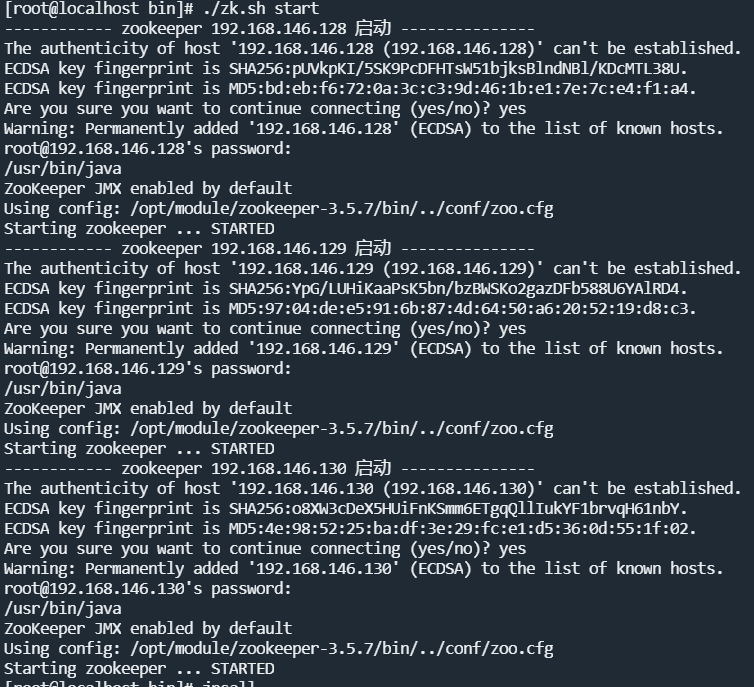 [root@localhost bin]# ./zk.sh start
------------ zookeeper 192.168.146.128 启动 ---------------
The authenticity of host '192.168.146.128 (192.168.146.128)' can't be established.
ECDSA key fingerprint is SHA256:pUVkpKI/5SK9PcDFHTsW51bjksBlndNBl/KDcMTL38U.
ECDSA key fingerprint is MD5:bd:eb:f6:72:0a:3c:c3:9d:46:1b:e1:7e:7c:e4:f1:a4.
Are you sure you want to continue connecting (yes/no)? yes
Warning: Permanently added '192.168.146.128' (ECDSA) to the list of known hosts.
root@192.168.146.128's password:
/usr/bin/java
ZooKeeper JMX enabled by default
Using config: /opt/module/zookeeper-3.5.7/bin/../conf/zoo.cfg
Starting zookeeper ... STARTED
------------ zookeeper 192.168.146.129 启动 ---------------
The authenticity of host '192.168.146.129 (192.168.146.129)' can't be established.
ECDSA key fingerprint is SHA256:YpG/LUHiKaaPsK5bn/bzBWSKo2gazDFb588U6YAlRD4.
ECDSA key fingerprint is MD5:97:04:de:e5:91:6b:87:4d:64:50:a6:20:52:19:d8:c3.
Are you sure you want to continue connecting (yes/no)? yes
Warning: Permanently added '192.168.146.129' (ECDSA) to the list of known hosts.
root@192.168.146.129's password:
/usr/bin/java
ZooKeeper JMX enabled by default
Using config: /opt/module/zookeeper-3.5.7/bin/../conf/zoo.cfg
Starting zookeeper ... STARTED
------------ zookeeper 192.168.146.130 启动 ---------------
The authenticity of host '192.168.146.130 (192.168.146.130)' can't be established.
ECDSA key fingerprint is SHA256:o8XW3cDeX5HUiFnKSmm6ETgqQllIukYF1brvqH61nbY.
ECDSA key fingerprint is MD5:4e:98:52:25:ba:df:3e:29:fc:e1:d5:36:0d:55:1f:02.
Are you sure you want to continue connecting (yes/no)? yes
Warning: Permanently added '192.168.146.130' (ECDSA) to the list of known hosts.
root@192.168.146.130's password:
/usr/bin/java
ZooKeeper JMX enabled by default
Using config: /opt/module/zookeeper-3.5.7/bin/../conf/zoo.cfg
Starting zookeeper ... STARTED
[root@localhost bin]#